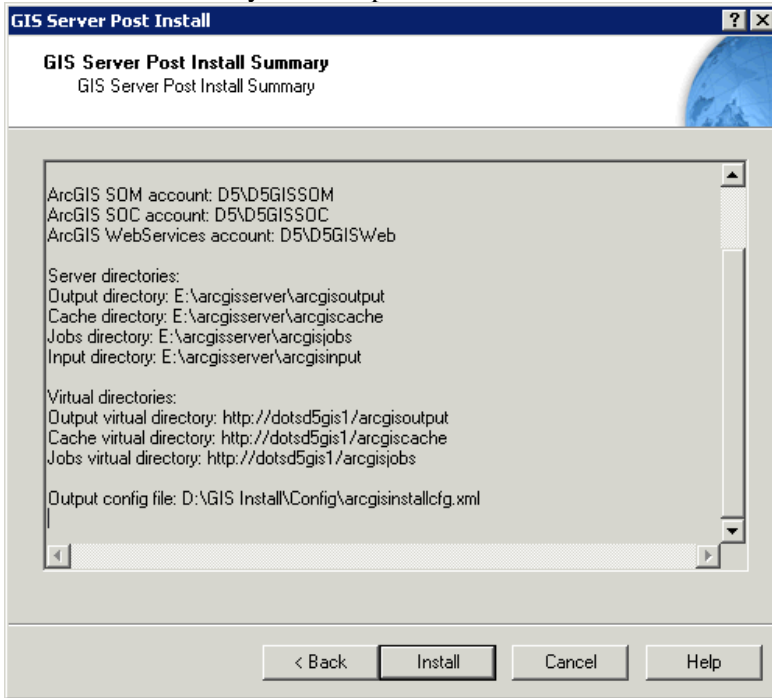 GIS Server Post Install
GIS Server Post Install Summary
GIS Server Post Install Summary
ArcGIS SOM account: D5\D5GISSOM
ArcGIS SOC account: D5\D5GISSOC
ArcGIS WebServices account: D5\D5GISWeb
Server directories:
Output directory: E:\arcgisserver\arcgisoutput
Cache directory: E:\arcgisserver\arcgiscache
Jobs directory: E:\arcgisserver\arcgisjobs
Input directory: E:\arcgisserver\arcgisinput
Virtual directories:
Output virtual directory: http://dotsd5gis1/arcgisoutput
Cache virtual directory: http://dotsd5gis1/arcgiscache
Jobs virtual directory: http://dotsd5gis1/arcgisjobs
Output config file: D:\GIS Install\Config\arcgisinstallcfg.xml
< Back Install Cancel Help